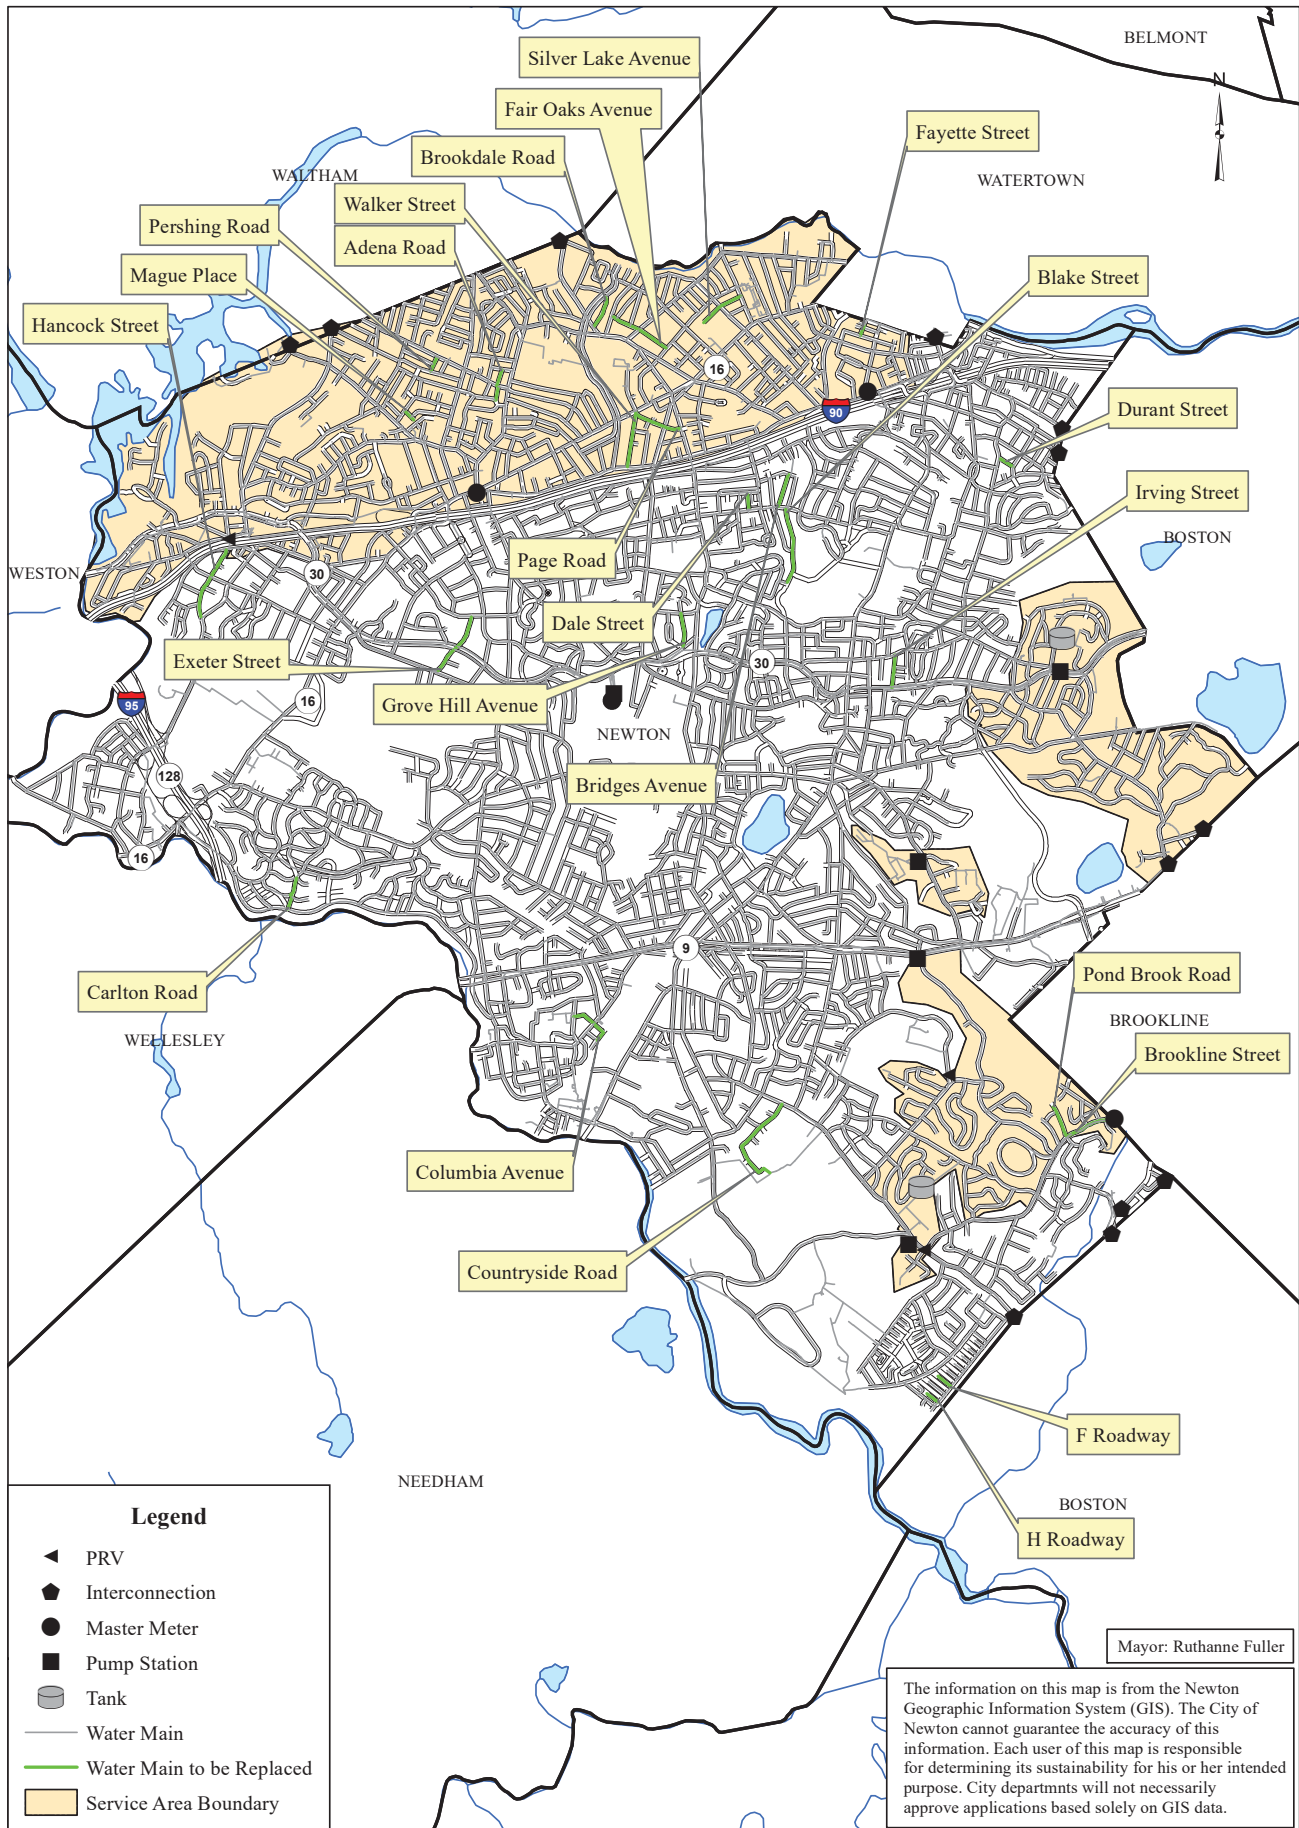 BELMONT
Silver Lake Avenue
N
Fair Oaks Avenue
Fayette Street
Brookdale Road
WALTHAM
WATERTOWN
Walker Street
Pershing Road
Adena Road
Mague Place
Blake Street
Hancock Street
16
90
Durant Street
Irving Street
BOSTON
Page Road
WESTON
30
Dale Street
Exeter Street
30
Grove Hill Avenue
16
95
NEWTON
128
Bridges Avenue
16
9
Carlton Road
Pond Brook Road
BROOKLINE
WELLESLEY
Brookline Street
Columbia Avenue
Countryside Road
F Roadway
NEEDHAM
BOSTON
H Roadway
Legend
PRV
Interconnection
Master Meter
Pump Station
Tank
Water Main
Water Main to be Replaced
Service Area Boundary
Mayor: Ruthanne Fuller
The information on this map is from the Newton
Geographic Information System (GIS). The City of
Newton cannot guarantee the accuracy of this
information. Each user of this map is responsible
for determining its sustainability for his or her intended
purpose. City departmnts will not necessarily
approve applications based solely on GIS data.